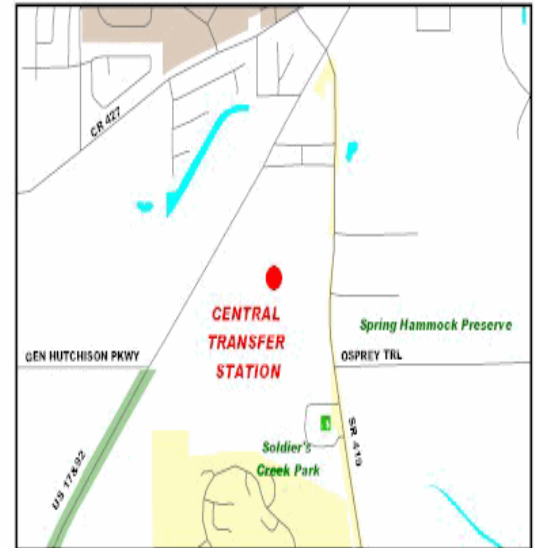 CR 427
CENTRAL
TRANSFER
STATION
Spring Hammock Preserve
GEN HUTCHISON PKWY
OSPREY TRL
US 17&92
SR 419
Soldier's
Creek Park